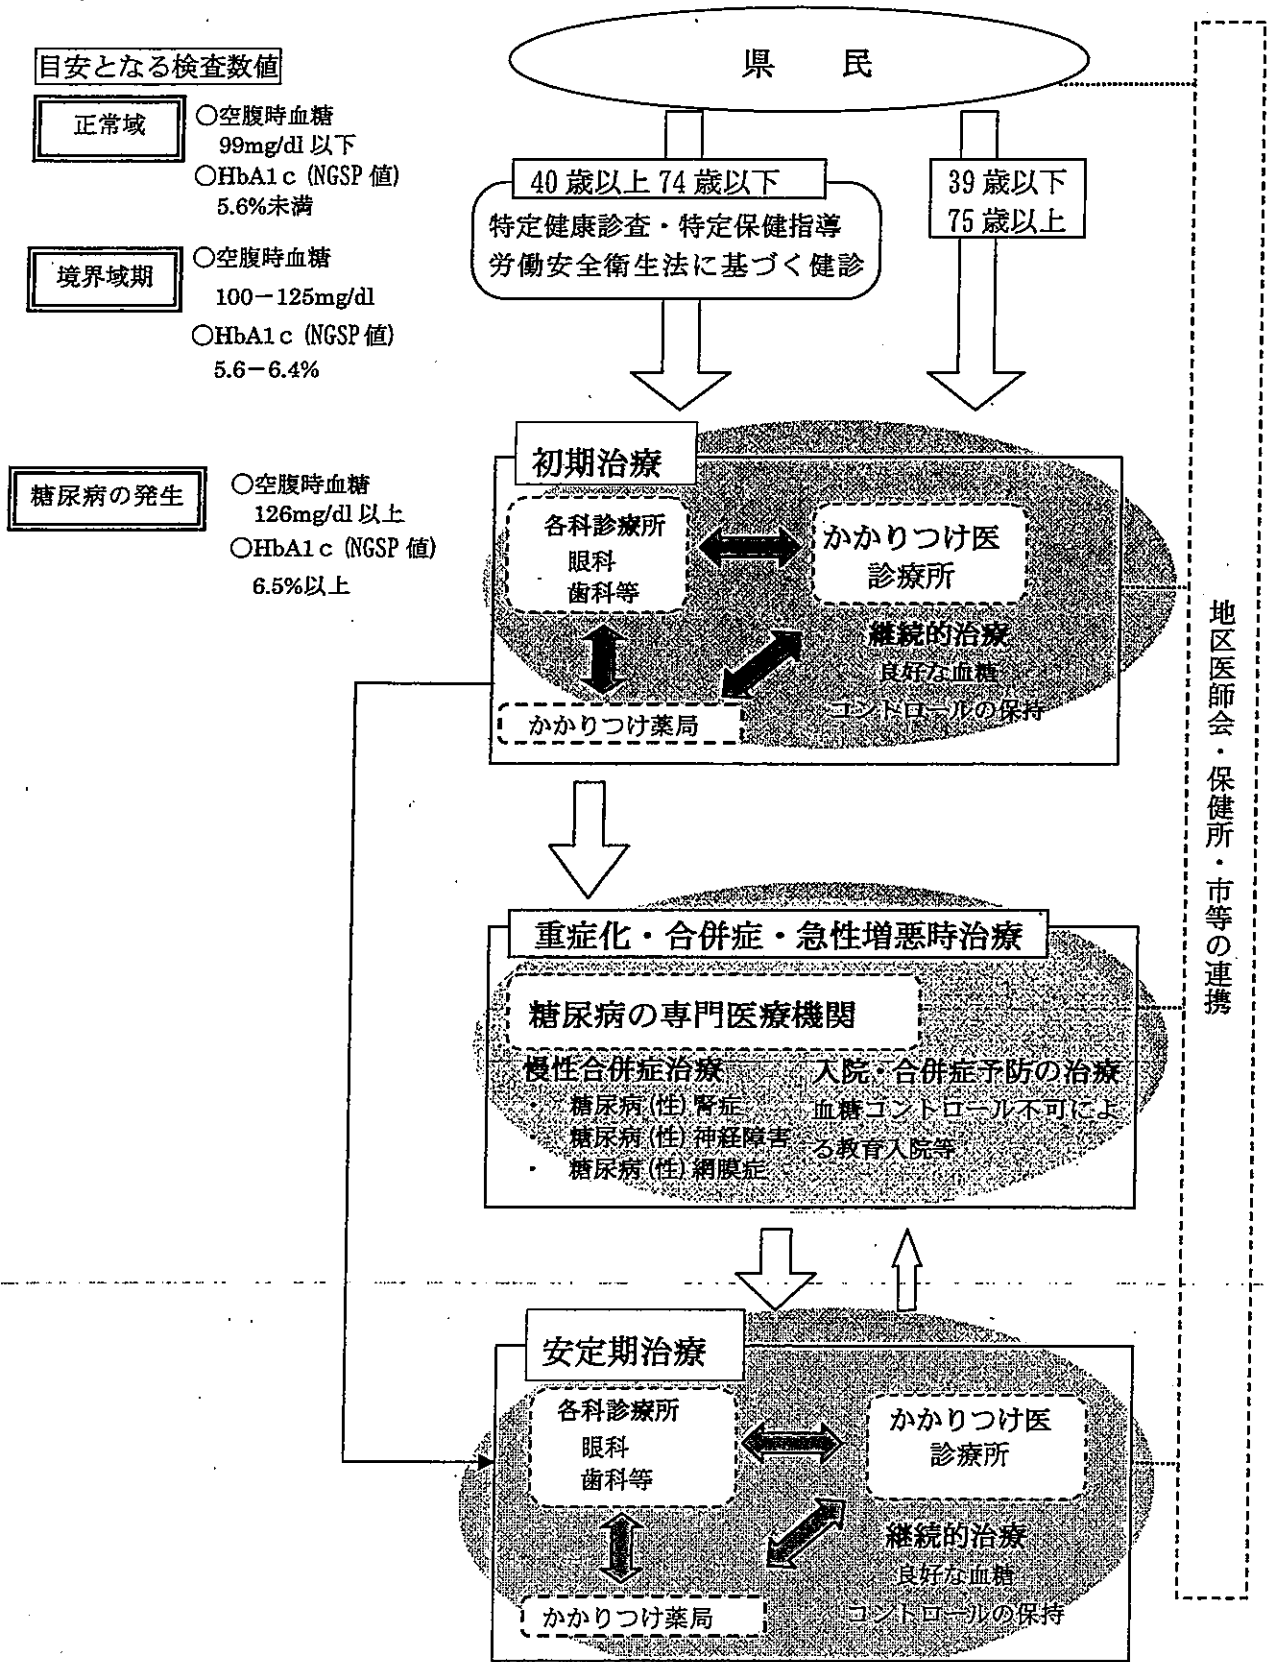 目安となる検査数値
正常域
○空腹時血糖
99mg/dl 以下
○HbA1c (NGSP 値)
5.6%未満
境界域期
○空腹時血糖
100－125mg/dl
○HbA1c (NGSP 値)
5.6－6.4%
糖尿病の発生
○空腹時血糖
126mg/dl 以上
○HbA1c (NGSP 値)
6.5%以上
県　民
40 歳以上 74 歳以下
特定健康診査・特定保健指導
労働安全衛生法に基づく健診
39 歳以下
75 歳以上
初期治療
各科診療所
眼科
歯科等
かかりつけ医
診療所
継続的治療
良好な血糖
コントロールの保持
かかりつけ薬局
重症化・合併症・急性増悪時治療
糖尿病の専門医療機関
慢性合併症治療
・ 糖尿病(性)腎症
・ 糖尿病(性)神経障害
・ 糖尿病(性)網膜症
入院・合併症予防の治療
血糖コントロール不可によ
る教育入院等
安定期治療
各科診療所
眼科
歯科等
かかりつけ医
診療所
継続的治療
良好な血糖
コントロールの保持
かかりつけ薬局
地区医師会・保健所・市等の連携